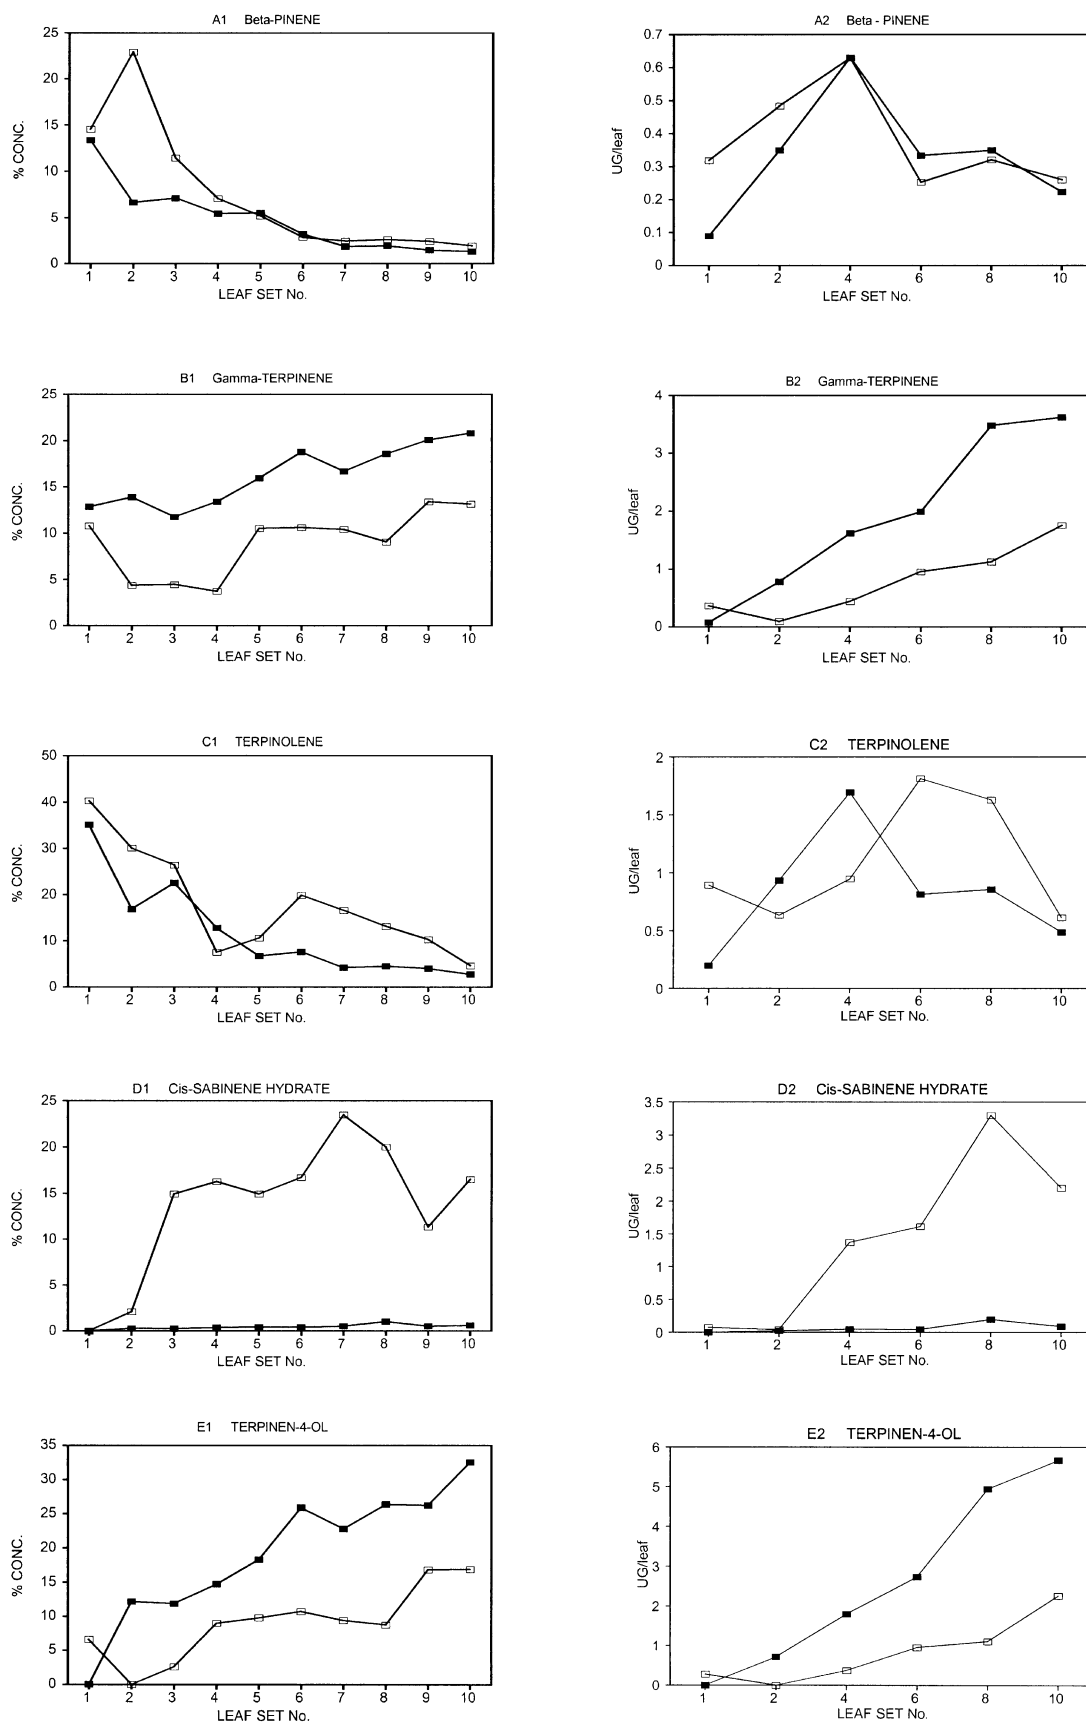 A1 Beta-PINENE
25
20
15
10
5
0
% CONC.
1 2 3 4 5 6 7 8 9 10
LEAF SET No.
A2 Beta - PINENE
0.7
0.6
0.5
0.4
0.3
0.2
0.1
0
UG/leaf
1 2 4 6 8 10
LEAF SET No.
B1 Gamma-TERPINENE
25
20
15
10
5
0
% CONC.
1 2 3 4 5 6 7 8 9 10
LEAF SET No.
B2 Gamma-TERPINENE
4
3
2
1
0
UG/leaf
1 2 4 6 8 10
LEAF SET No.
C1 TERPINOLENE
50
40
30
20
10
0
% CONC.
1 2 3 4 5 6 7 8 9 10
LEAF SET No.
C2 TERPINOLENE
2
1.5
1
0.5
0
UG/leaf
1 2 4 6 8 10
LEAF SET No.
D1 Cis-SABINENE HYDRATE
25
20
15
10
5
0
% CONC.
1 2 3 4 5 6 7 8 9 10
LEAF SET No.
D2 Cis-SABINENE HYDRATE
3.5
3
2.5
2
1.5
1
0.5
0
UG/leaf
1 2 4 6 8 10
LEAF SET No.
E1 TERPINEN-4-OL
35
30
25
20
15
10
5
0
% CONC.
1 2 3 4 5 6 7 8 9 10
LEAF SET No.
E2 TERPINEN-4-OL
6
5
4
3
2
1
0
UG/leaf
1 2 4 6 8 10
LEAF SET No.